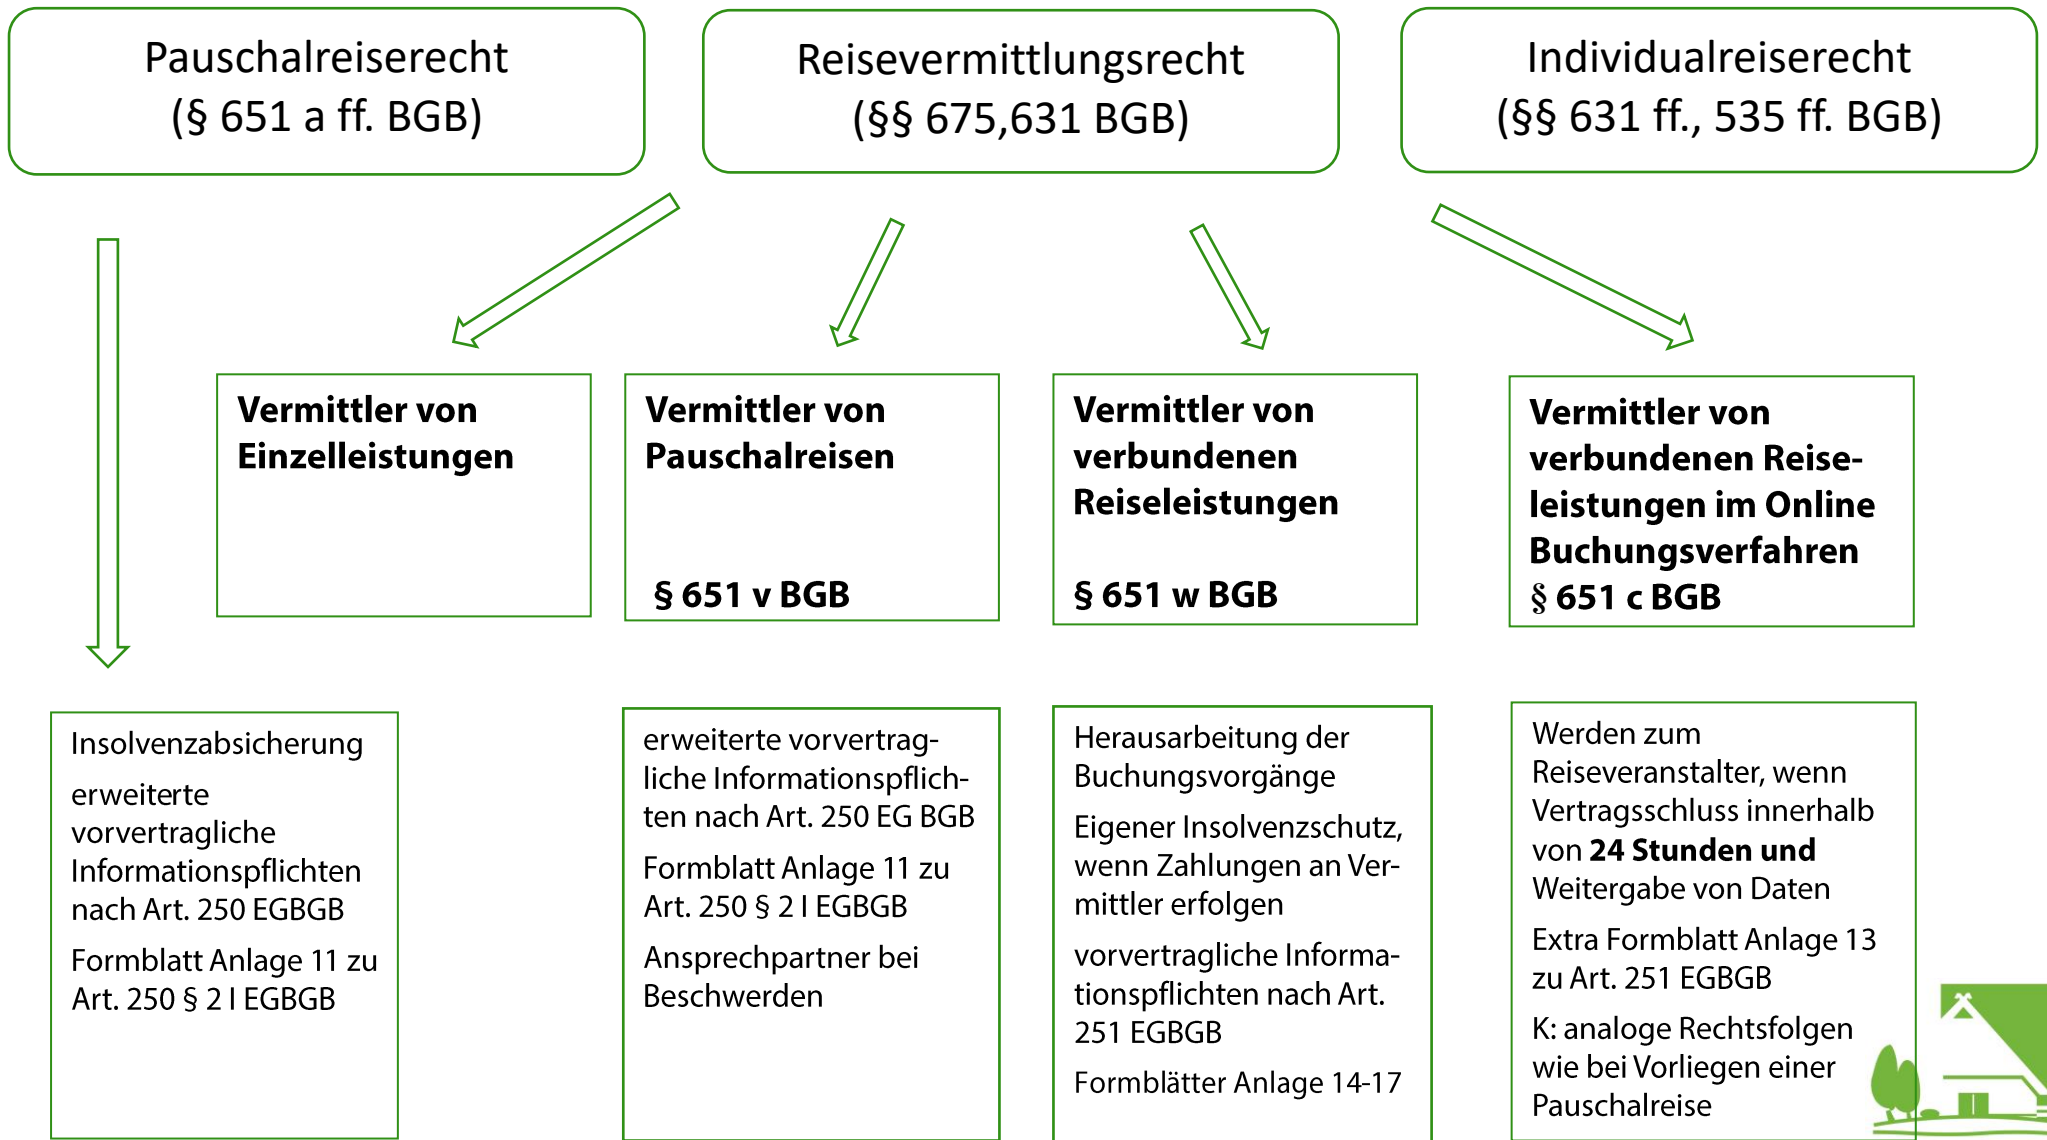 Pauschalreiserecht
(§ 651 a ff. BGB)
Reisevermittlungsrecht
(§§ 675,631 BGB)
Individualreiserecht
(§§ 631 ff., 535 ff. BGB)
Vermittler von
Einzelleistungen
Vermittler von
Pauschalreisen
§ 651 v BGB
Vermittler von
verbundenen
Reiseleistungen
§ 651 w BGB
Vermittler von
verbundenen Reise-
leistungen im Online
Buchungsverfahren
§ 651 c BGB
Insolvenzabsicherung
erweiterte
vorvertragliche
Informationspflichten
nach Art. 250 EGBGB
Formblatt Anlage 11 zu
Art. 250 § 2 I EGBGB
erweiterte vorvertrag-
liche Informationspflich-
ten nach Art. 250 EG BGB
Formblatt Anlage 11 zu
Art. 250 § 2 I EGBGB
Ansprechpartner bei
Beschwerden
Herausarbeitung der
Buchungsvorgänge
Eigener Insolvenzschutz,
wenn Zahlungen an Ver-
mittler erfolgen
vorvertragliche Informa-
tionspflichten nach Art.
251 EGBGB
Formblätter Anlage 14-17
Werden zum
Reiseveranstalter, wenn
Vertragsschluss innerhalb
von 24 Stunden und
Weitergabe von Daten
Extra Formblatt Anlage 13
zu Art. 251 EGBGB
K: analoge Rechtsfolgen
wie bei Vorliegen einer
Pauschalreise